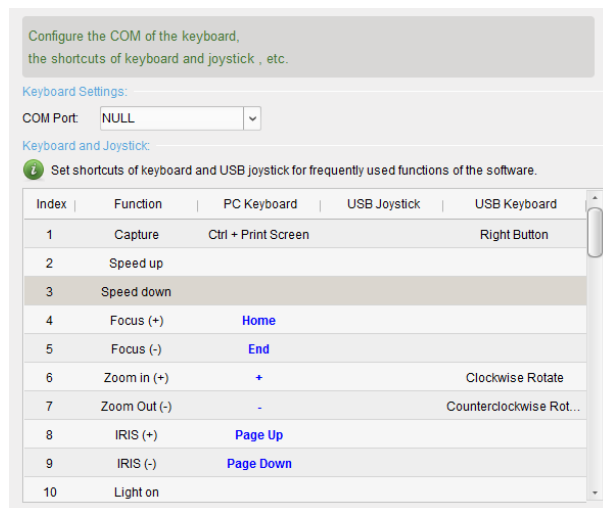 Configure the COM of the keyboard,
the shortcuts of keyboard and joystick , etc.
Keyboard Settings:
COM Port: NULL
Keyboard and Joystick:
Set shortcuts of keyboard and USB joystick for frequently used functions of the software.
Index Function PC Keyboard USB Joystick USB Keyboard
1 Capture Ctrl + Print Screen Right Button
2 Speed up
3 Speed down
4 Focus (+) Home
5 Focus (-) End
6 Zoom in (+) + Clockwise Rotate
7 Zoom Out (-) - Counterclockwise Rot...
8 IRIS (+) Page Up
9 IRIS (-) Page Down
10 Light on